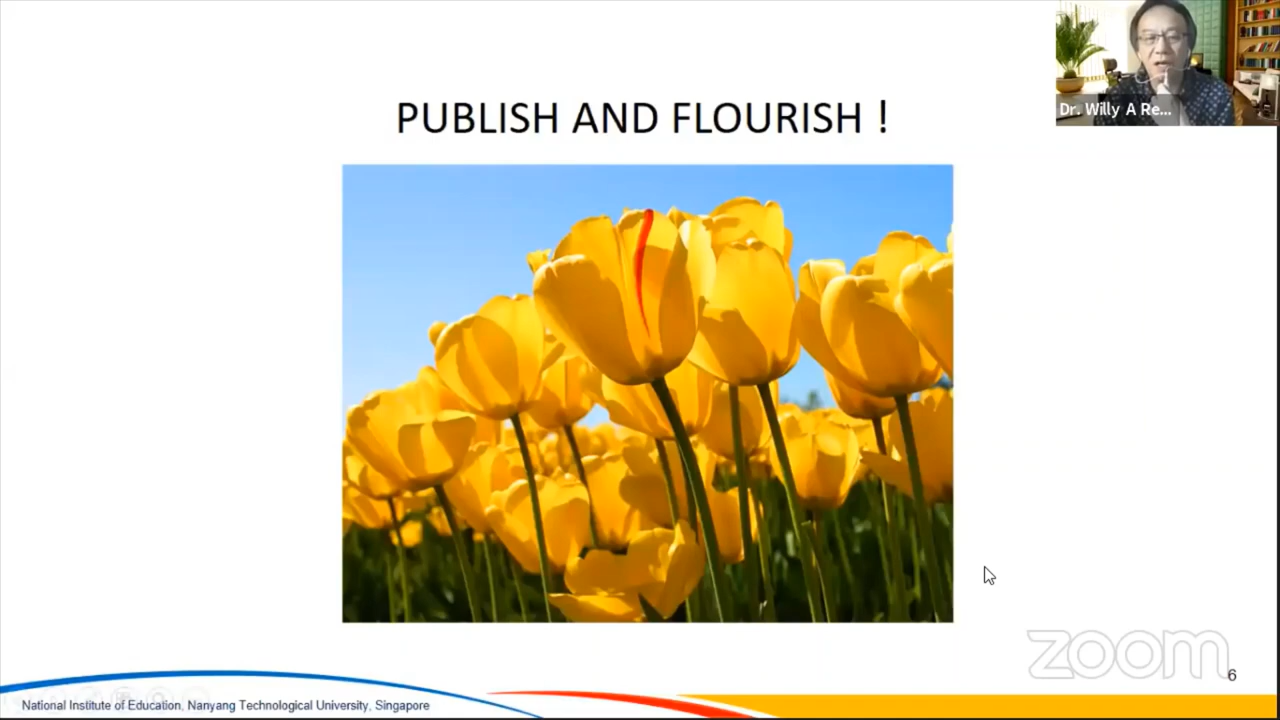 Dr. Willy A Re...
PUBLISH AND FLOURISH !
zoom
6
National Institute of Education, Nanyang Technological University, Singapore